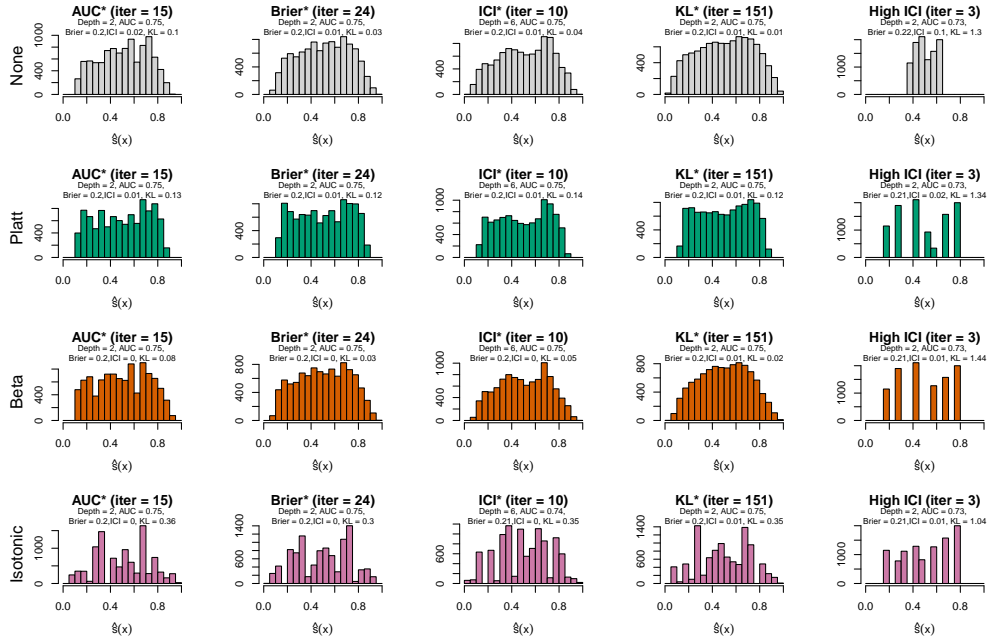 AUC* (iter = 15)
Depth = 2, AUC = 0.75,
Brier = 0.2,ICI = 0.02, KL = 0.1
Brier* (iter = 24)
Depth = 2, AUC = 0.75,
Brier = 0.2,ICI = 0.01, KL = 0.03
ICI* (iter = 10)
Depth = 6, AUC = 0.75,
Brier = 0.2,ICI = 0.01, KL = 0.04
KL* (iter = 151)
Depth = 2, AUC = 0.75,
Brier = 0.2,ICI = 0.01, KL = 0.01
High ICI (iter = 3)
Depth = 2, AUC = 0.73,
Brier = 0.22,ICI = 0.1, KL = 1.3
None
0 400 1000
0 400
0 400
0 400
0 1000
0.0 0.4 0.8
0.0 0.4 0.8
0.0 0.4 0.8
0.0 0.4 0.8
0.0 0.4 0.8
ŝ(x)
ŝ(x)
ŝ(x)
ŝ(x)
ŝ(x)
AUC* (iter = 15)
Depth = 2, AUC = 0.75,
Brier = 0.2,ICI = 0.01, KL = 0.13
Brier* (iter = 24)
Depth = 2, AUC = 0.75,
Brier = 0.2,ICI = 0.01, KL = 0.12
ICI* (iter = 10)
Depth = 6, AUC = 0.75,
Brier = 0.2,ICI = 0.01, KL = 0.14
KL* (iter = 151)
Depth = 2, AUC = 0.75,
Brier = 0.2,ICI = 0.01, KL = 0.12
High ICI (iter = 3)
Depth = 2, AUC = 0.73,
Brier = 0.21,ICI = 0.02, KL = 1.34
Platt
0 400
0 400
0 400 1000
0 400
0 1000
0.0 0.4 0.8
0.0 0.4 0.8
0.0 0.4 0.8
0.0 0.4 0.8
0.0 0.4 0.8
ŝ(x)
ŝ(x)
ŝ(x)
ŝ(x)
ŝ(x)
AUC* (iter = 15)
Depth = 2, AUC = 0.75,
Brier = 0.2,ICI = 0, KL = 0.08
Brier* (iter = 24)
Depth = 2, AUC = 0.75,
Brier = 0.2,ICI = 0, KL = 0.03
ICI* (iter = 10)
Depth = 6, AUC = 0.75,
Brier = 0.2,ICI = 0, KL = 0.05
KL* (iter = 151)
Depth = 2, AUC = 0.75,
Brier = 0.2,ICI = 0.01, KL = 0.02
High ICI (iter = 3)
Depth = 2, AUC = 0.73,
Brier = 0.21,ICI = 0.01, KL = 1.44
Beta
0 400
0 400
0 400 1000
0 400 800
0 1000
0.0 0.4 0.8
0.0 0.4 0.8
0.0 0.4 0.8
0.0 0.4 0.8
0.0 0.4 0.8
ŝ(x)
ŝ(x)
ŝ(x)
ŝ(x)
ŝ(x)
AUC* (iter = 15)
Depth = 2, AUC = 0.75,
Brier = 0.2,ICI = 0, KL = 0.36
Brier* (iter = 24)
Depth = 2, AUC = 0.75,
Brier = 0.2,ICI = 0, KL = 0.3
ICI* (iter = 10)
Depth = 6, AUC = 0.74,
Brier = 0.21,ICI = 0, KL = 0.35
KL* (iter = 151)
Depth = 2, AUC = 0.75,
Brier = 0.2,ICI = 0.01, KL = 0.35
High ICI (iter = 3)
Depth = 2, AUC = 0.73,
Brier = 0.21,ICI = 0.01, KL = 1.04
Isotonic
0 1000
0 600 1400
0 400 1000
0 600 1400
0 1000
0.0 0.4 0.8
0.0 0.4 0.8
0.0 0.4 0.8
0.0 0.4 0.8
0.0 0.4 0.8
ŝ(x)
ŝ(x)
ŝ(x)
ŝ(x)
ŝ(x)